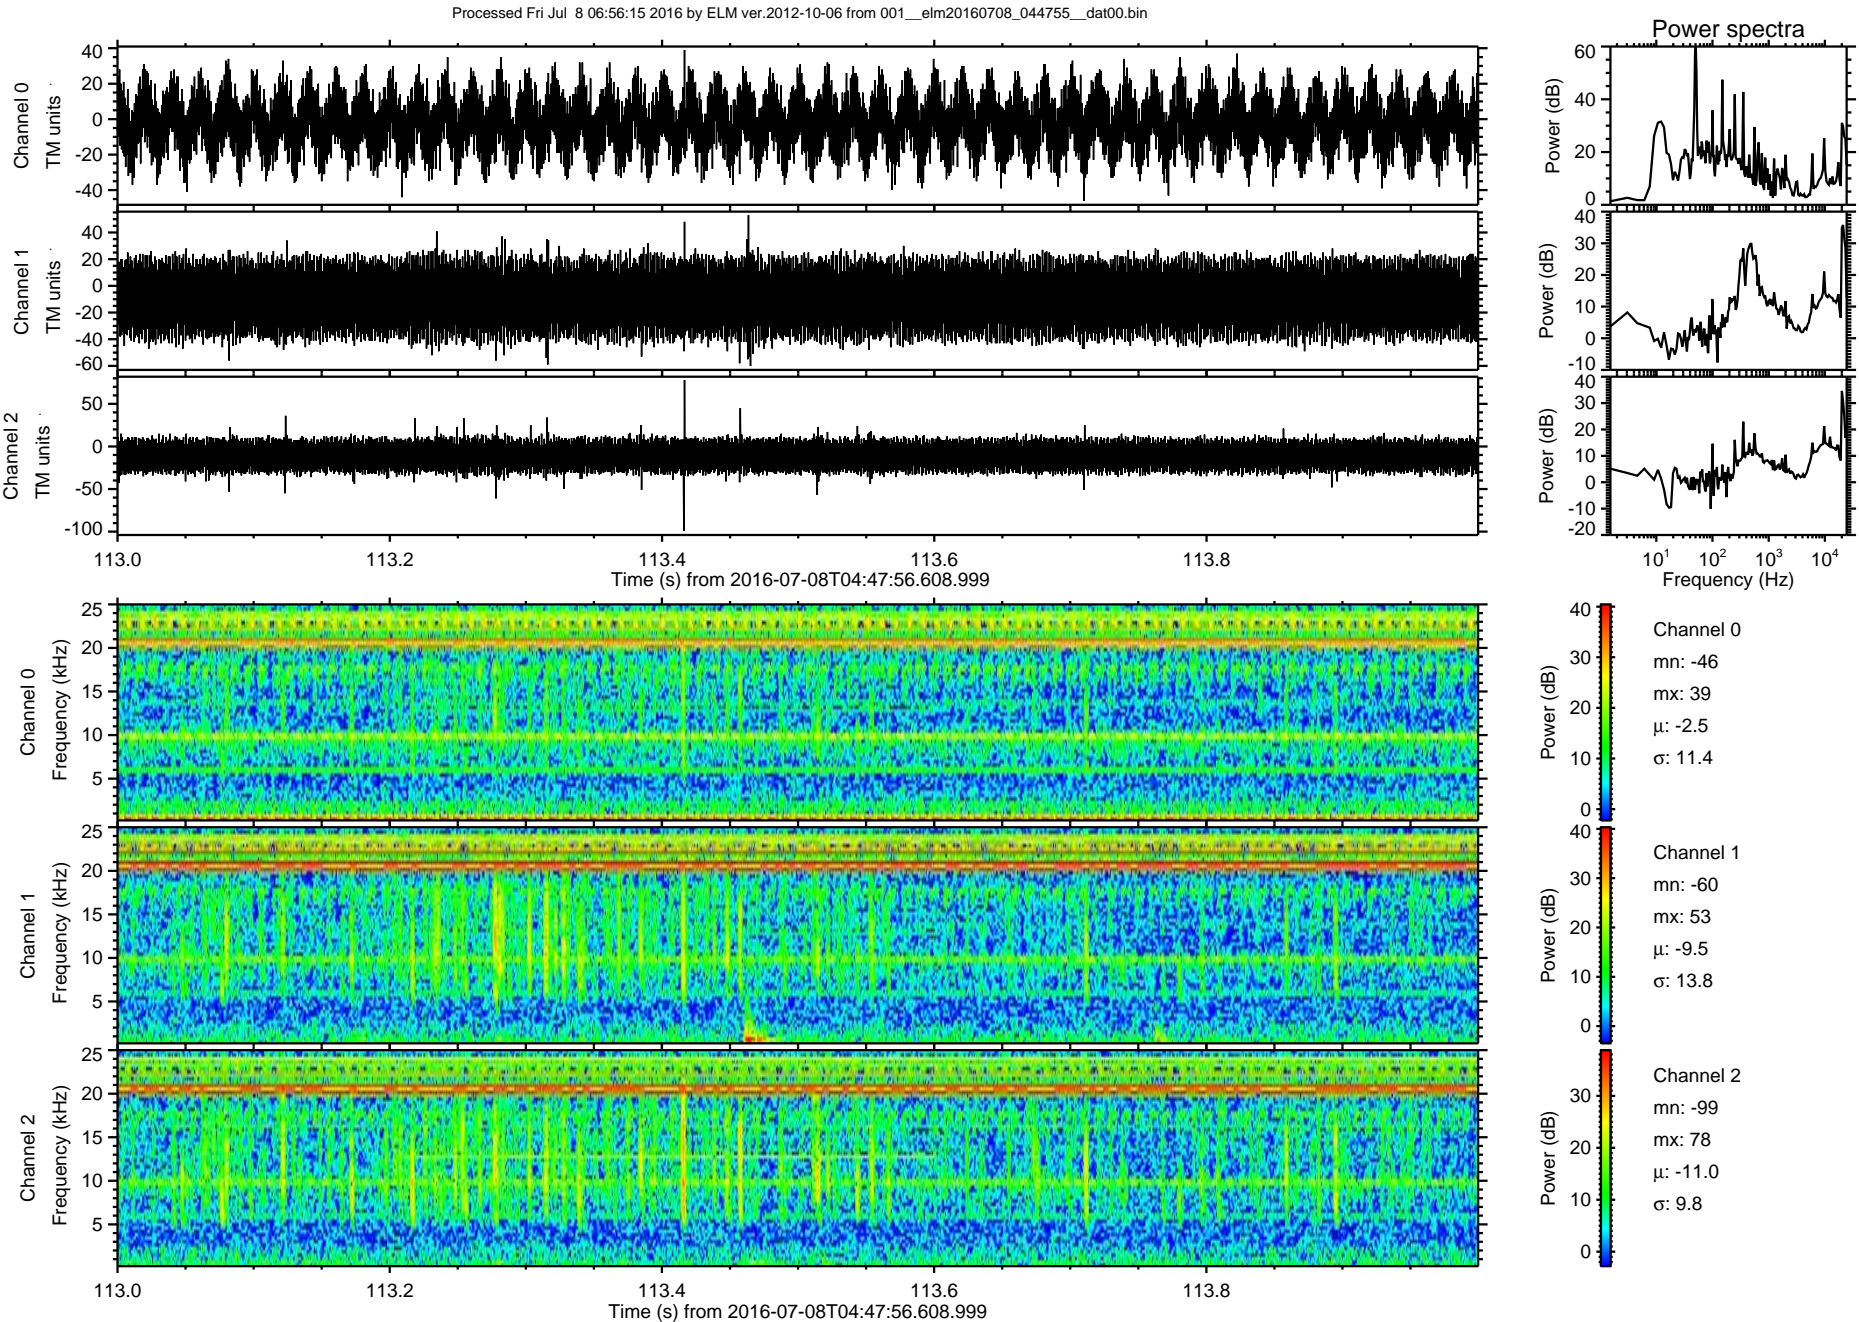 Processed Fri Jul 8 06:56:15 2016 by ELM ver.2012-10-06 from 001__elm20160708_044755__dat00.bin
Power spectra
Channel 0
TM units
40
20
0
-20
-40
Power (dB)
60
40
20
0
Channel 1
TM units
40
20
0
-20
-40
-60
Power (dB)
40
30
20
10
0
-10
Channel 2
TM units
50
0
-50
-100
Power (dB)
40
30
20
10
0
-10
-20
113.0 113.2 113.4 113.6 113.8
Time (s) from 2016-07-08T04:47:56.608.999
10^1 10^2 10^3 10^4
Frequency (Hz)
Channel 0
Frequency (kHz)
25
20
15
10
5
Power (dB)
40
30
20
10
0
Channel 0
mn: -46
mx: 39
μ: -2.5
σ: 11.4
Channel 1
Frequency (kHz)
25
20
15
10
5
Power (dB)
40
30
20
10
0
Channel 1
mn: -60
mx: 53
μ: -9.5
σ: 13.8
Channel 2
Frequency (kHz)
25
20
15
10
5
Power (dB)
30
20
10
0
Channel 2
mn: -99
mx: 78
μ: -11.0
σ: 9.8
113.0 113.2 113.4 113.6 113.8
Time (s) from 2016-07-08T04:47:56.608.999